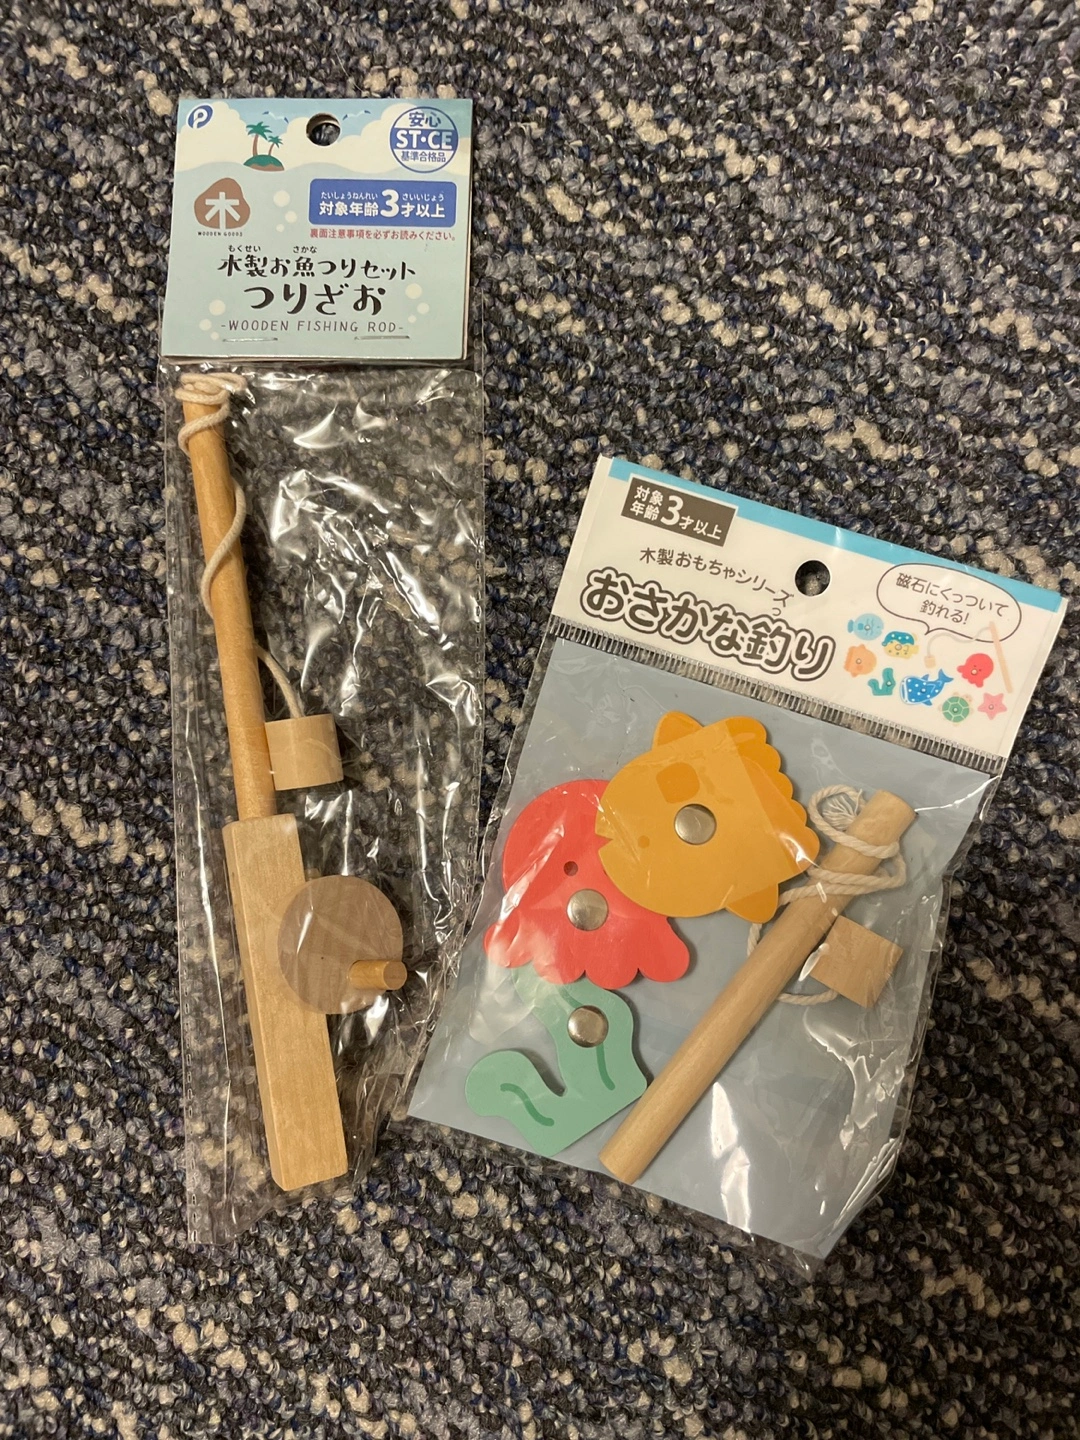 P
安心
ST・CE
基準合格品
木
WOODEN GOODS
たいしょうねんれい さいいじょう
対象年齢3才以上
裏面注意事項を必ずお読みください。
もくせい さかな
木製お魚つりセット
つりざお
-WOODEN FISHING ROD-
対象
年齢3才以上
木製おもちゃシリーズ
つ
おさかな釣り
磁石にくっついて
釣れる!